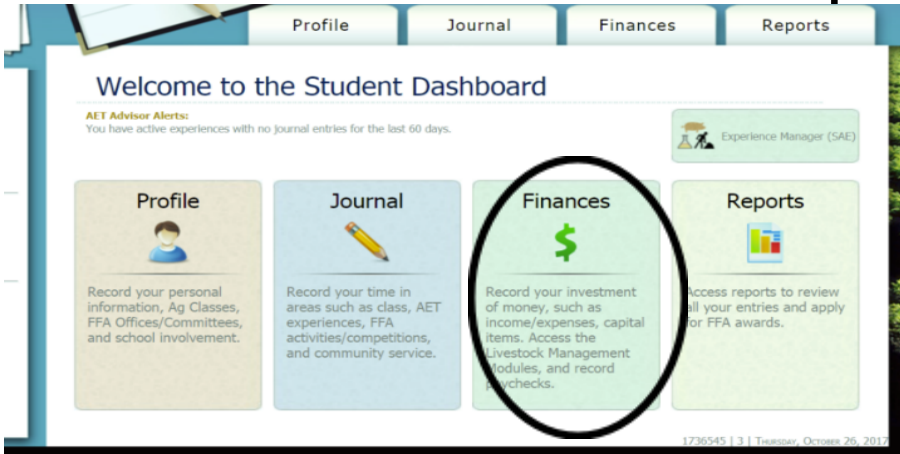 Profile Journal Finances Reports
Welcome to the Student Dashboard
AET Advisor Alerts:
You have active experiences with no journal entries for the last 60 days.
Experience Manager (SAE)
Profile
Record your personal
information, Ag Classes,
FFA Offices/Committees,
and school involvement.
Journal
Record your time in
areas such as class, AET
experiences, FFA
activities/competitions,
and community service.
Finances
Record your investment
of money, such as
income/expenses, capital
items. Access the
Livestock Management
Modules, and record
paychecks.
Reports
Access reports to review
all your entries and apply
for FFA awards.
1736545 | 3 | Thursday, October 26, 2017